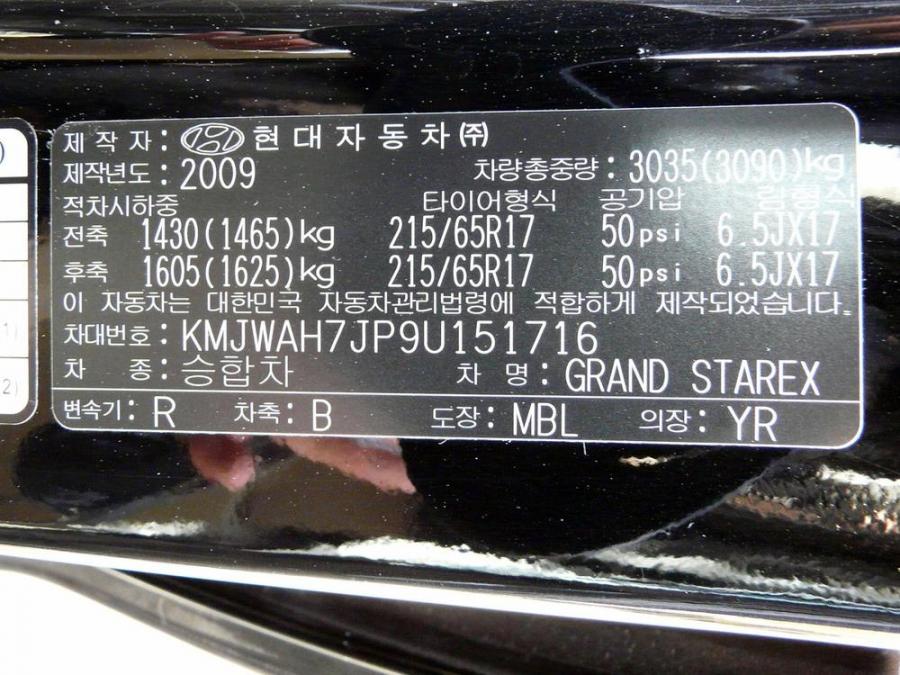 제 작 자 : 현 대 자 동 차 ㈜
제작년도 : 2009 차량총중량 : 3035(3090)kg
적차시하중 타이어형식 공기압 림형식
전축 1430(1465)kg 215/65R17 50psi 6.5JX17
후축 1605(1625)kg 215/65R17 50psi 6.5JX17
이 자동차는 대한민국 자동차관리법령에 적합하게 제작되었습니다.
차대번호 : KMJWAH7JP9U151716
차 종 : 승합차 차 명 : GRAND STAREX
변속기 : R 차축 : B 도장 : MBL 의장 : YR
)
1)
2)